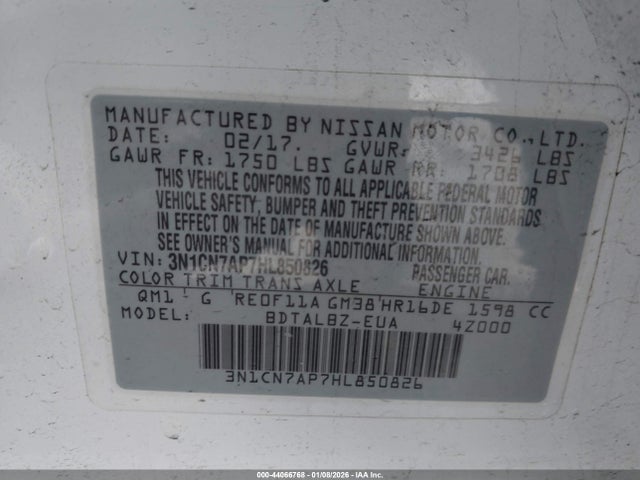 MANUFACTURED BY NISSAN MOTOR CO., LTD.
DATE: 02/17. GVWR: 3426 LBS
GAWR FR: 1750 LBS GAWR RR: 1708 LBS
THIS VEHICLE CONFORMS TO ALL APPLICABLE FEDERAL MOTOR
VEHICLE SAFETY, BUMPER AND THEFT PREVENTION STANDARDS
IN EFFECT ON THE DATE OF MANUFACTURE SHOWN ABOVE.
SEE OWNER'S MANUAL FOR ADDITIONAL INFORMATION.
VIN: 3N1CN7AP7HL850826 PASSENGER CAR.
COLOR TRIM TRANS AXLE ENGINE
QM1 - G RE0F11A GM38 HR16DE 1598 CC
MODEL: BDTALBZ-EUA 4Z000
3N1CN7AP7HL850826
000-44066768 | 01/08/2026 - IAA Inc.